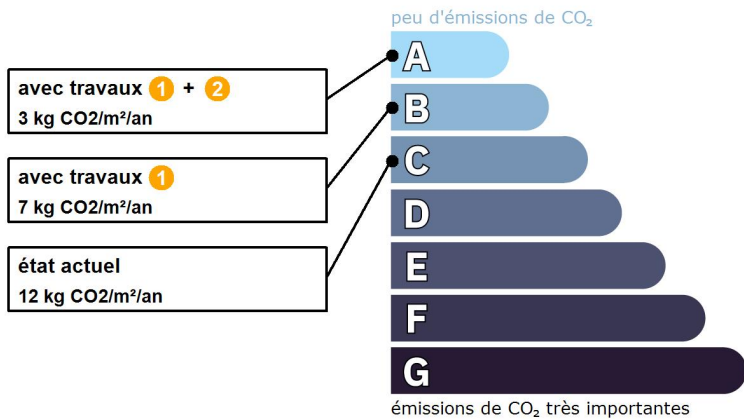 peu d'émissions de CO₂
A
avec travaux 1 + 2
3 kg CO2/m²/an
B
avec travaux 1
7 kg CO2/m²/an
C
D
état actuel
12 kg CO2/m²/an
E
F
G
émissions de CO₂ très importantes